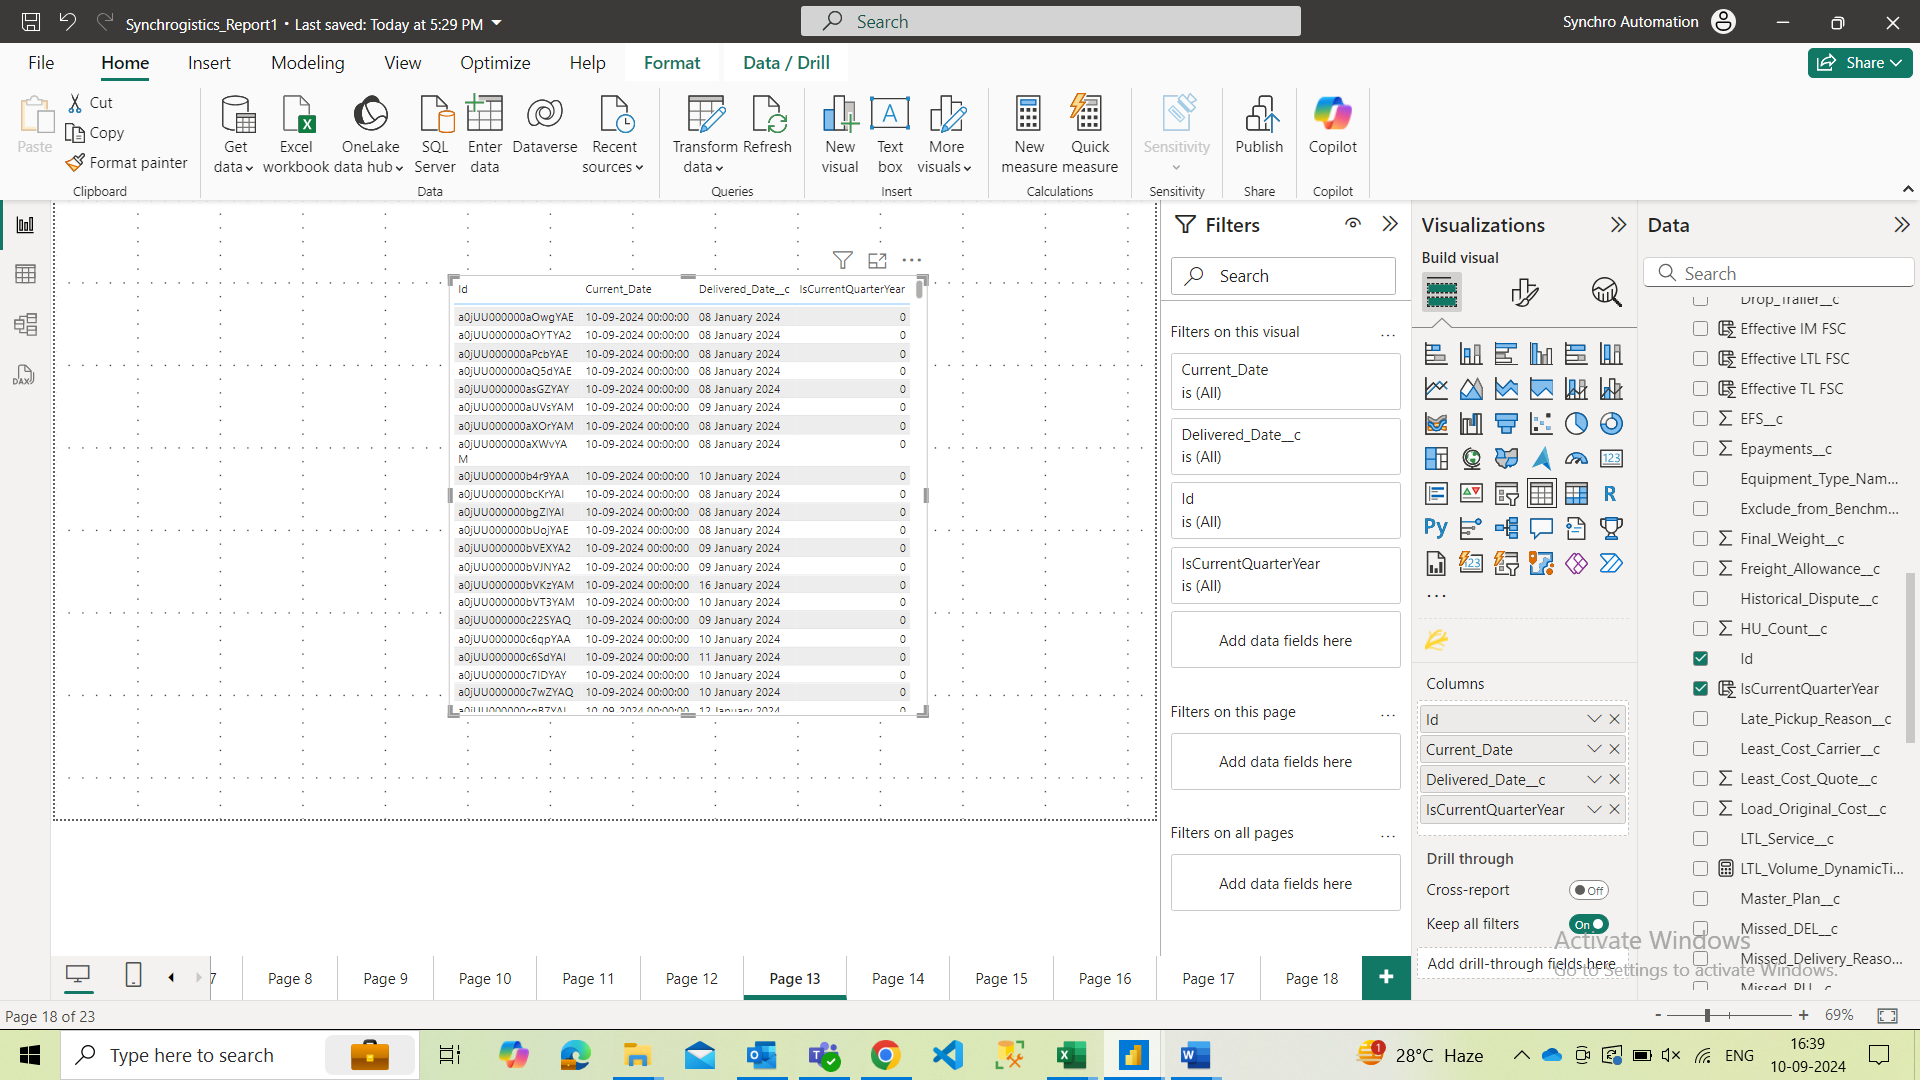 Synchrogistics_Report1 • Last saved: Today at 5:29 PM
Search
Synchro Automation
File Home Insert Modeling View Optimize Help Format Data / Drill
Share
Paste
Cut
Copy
Format painter
Clipboard
Get data
Excel workbook
OneLake data hub
SQL Server
Enter data
Dataverse
Recent sources
Data
Transform data
Refresh
Queries
New visual
Text box
More visuals
Insert
New measure
Quick measure
Calculations
Sensitivity
Sensitivity
Publish
Share
Copilot
Copilot
Id Current_Date Delivered_Date__c IsCurrentQuarterYear
a0jUU000000aOwgYAE 10-09-2024 00:00:00 08 January 2024 0
a0jUU000000aOYTYA2 10-09-2024 00:00:00 08 January 2024 0
a0jUU000000aPcbYAE 10-09-2024 00:00:00 08 January 2024 0
a0jUU000000aQ5dYAE 10-09-2024 00:00:00 08 January 2024 0
a0jUU000000asGZYAY 10-09-2024 00:00:00 08 January 2024 0
a0jUU000000aUVsYAM 10-09-2024 00:00:00 09 January 2024 0
a0jUU000000aXOrYAM 10-09-2024 00:00:00 08 January 2024 0
a0jUU000000aXWvYA 10-09-2024 00:00:00 08 January 2024 0
M
a0jUU000000b4r9YAA 10-09-2024 00:00:00 10 January 2024 0
a0jUU000000bcKrYAI 10-09-2024 00:00:00 08 January 2024 0
a0jUU000000bgZIYAI 10-09-2024 00:00:00 08 January 2024 0
a0jUU000000bUojYAE 10-09-2024 00:00:00 08 January 2024 0
a0jUU000000bVEXYA2 10-09-2024 00:00:00 09 January 2024 0
a0jUU000000bVJNYA2 10-09-2024 00:00:00 09 January 2024 0
a0jUU000000bVKzYAM 10-09-2024 00:00:00 16 January 2024 0
a0jUU000000bVT3YAM 10-09-2024 00:00:00 10 January 2024 0
a0jUU000000c22SYAQ 10-09-2024 00:00:00 09 January 2024 0
a0jUU000000c6qpYAA 10-09-2024 00:00:00 10 January 2024 0
a0jUU000000c6SdYAI 10-09-2024 00:00:00 11 January 2024 0
a0jUU000000c7IDYAY 10-09-2024 00:00:00 10 January 2024 0
a0jUU000000c7wZYAQ 10-09-2024 00:00:00 10 January 2024 0
10-09-2024 00:00:00 12 January 2024 0
Filters
Search
Filters on this visual
Current_Date
is (All)
Delivered_Date__c
is (All)
Id
is (All)
IsCurrentQuarterYear
is (All)
Add data fields here
Filters on this page
Add data fields here
Filters on all pages
Add data fields here
Visualizations
Build visual
123
R
Py
123
Columns
Id
Current_Date
Delivered_Date__c
IsCurrentQuarterYear
Drill through
Cross-report Off
Keep all filters On
Add drill-through fields here
Data
Search
Drop_Trailer__c
Effective IM FSC
Effective LTL FSC
Effective TL FSC
EFS__c
Epayments__c
Equipment_Type_Nam...
Exclude_from_Benchm...
Final_Weight__c
Freight_Allowance__c
Historical_Dispute__c
HU_Count__c
Id
IsCurrentQuarterYear
Late_Pickup_Reason__c
Least_Cost_Carrier__c
Least_Cost_Quote__c
Load_Original_Cost__c
LTL_Service__c
LTL_Volume_DynamicTi...
Master_Plan__c
Missed_DEL__c
Missed_Delivery_Reaso...
Missed_PU__c
Activate Windows
Go to Settings to activate Windows.
7 Page 8 Page 9 Page 10 Page 11 Page 12 Page 13 Page 14 Page 15 Page 16 Page 17 Page 18 +
Page 18 of 23
- + 69%
Type here to search
1
28°C Haze
ENG
16:39
10-09-2024